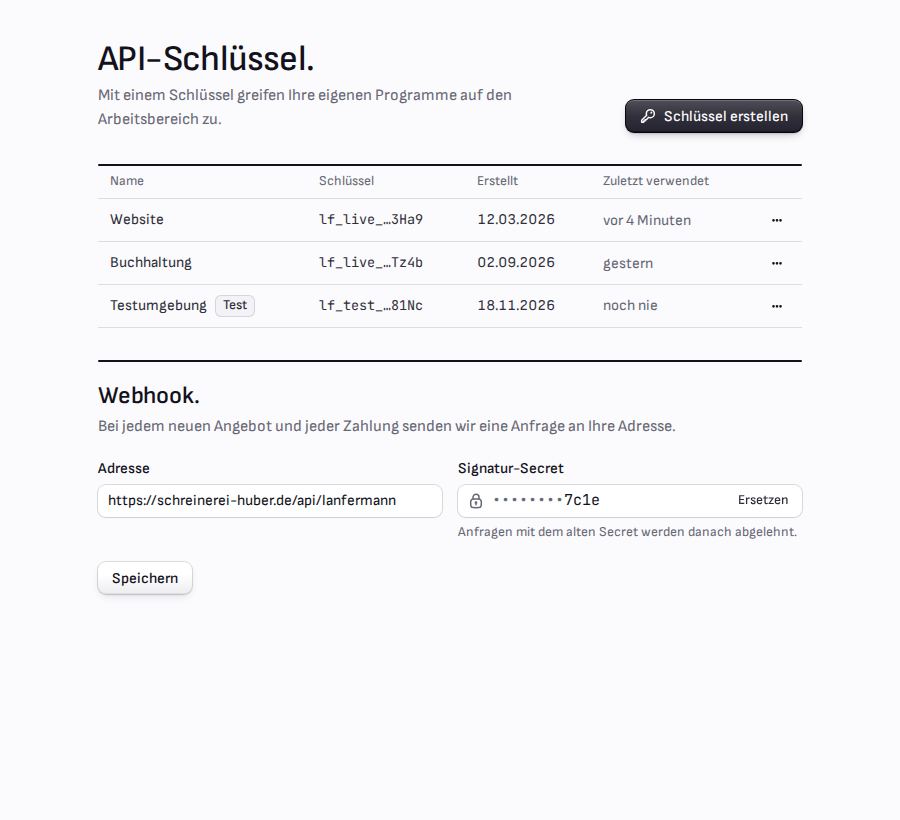 API-Schlüssel.
Mit einem Schlüssel greifen Ihre eigenen Programme auf den
Arbeitsbereich zu.
Schlüssel erstellen
Name Schlüssel Erstellt Zuletzt verwendet
Website lf_live_…3Ha9 12.03.2026 vor 4 Minuten
Buchhaltung lf_live_…Tz4b 02.09.2026 gestern
Testumgebung Test lf_test_…81Nc 18.11.2026 noch nie
Webhook.
Bei jedem neuen Angebot und jeder Zahlung senden wir eine Anfrage an Ihre Adresse.
Adresse Signatur-Secret
https://schreinerei-huber.de/api/lanfermann ••••••••7c1e Ersetzen
Anfragen mit dem alten Secret werden danach abgelehnt.
Speichern